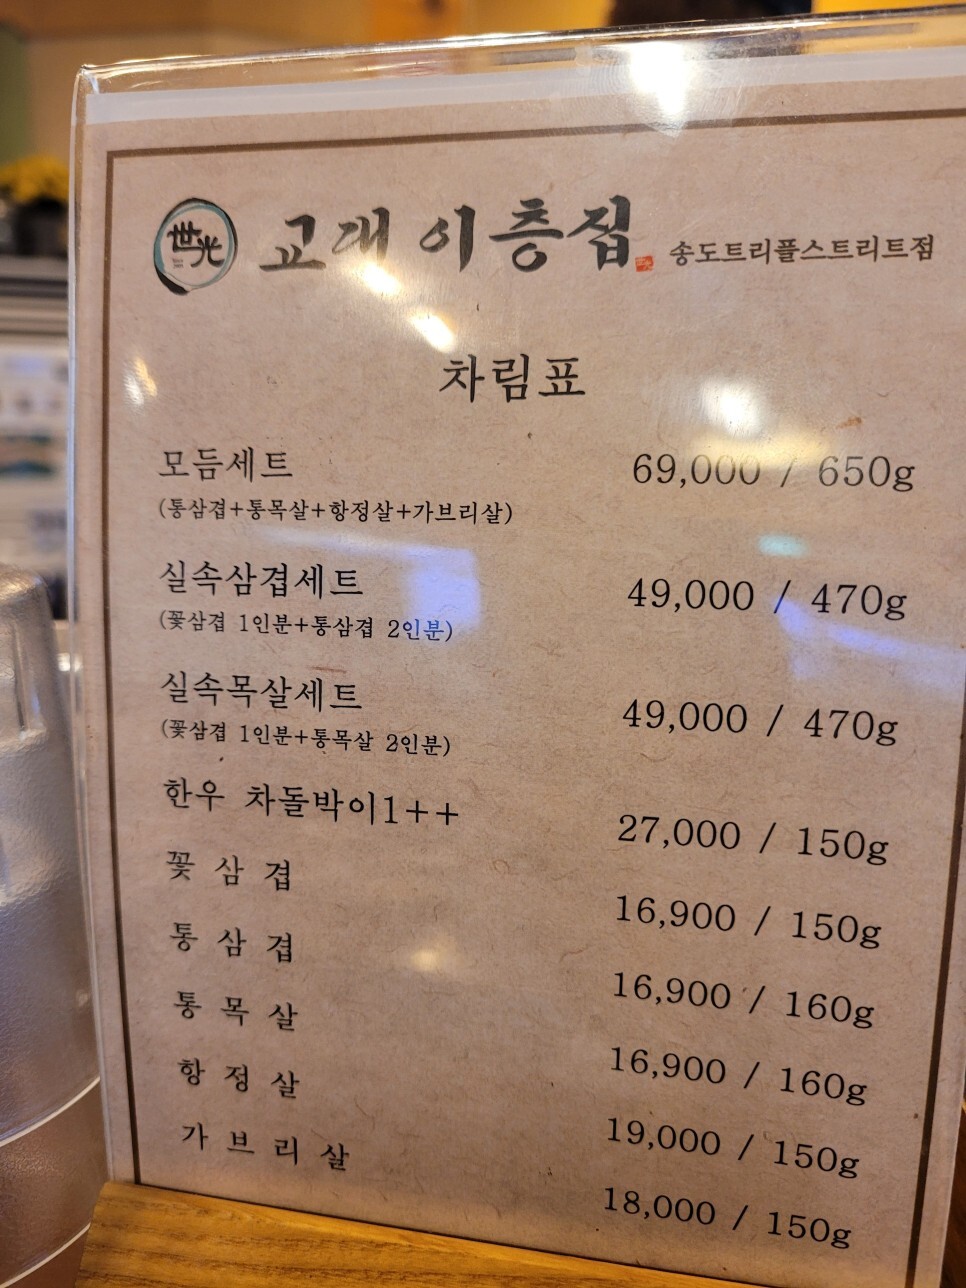 世光 교대 이층집 송도트리플스트리트점
차림표
모듬세트 69,000 / 650g
(통삼겹+통목살+항정살+가브리살)
실속삼겹세트 49,000 / 470g
(꽃삼겹 1인분+통삼겹 2인분)
실속목살세트 49,000 / 470g
(꽃삼겹 1인분+통목살 2인분)
한우 차돌박이1++ 27,000 / 150g
꽃삼겹 16,900 / 150g
통삼겹 16,900 / 160g
통목살 16,900 / 160g
항정살 19,000 / 150g
가브리살 18,000 / 150g